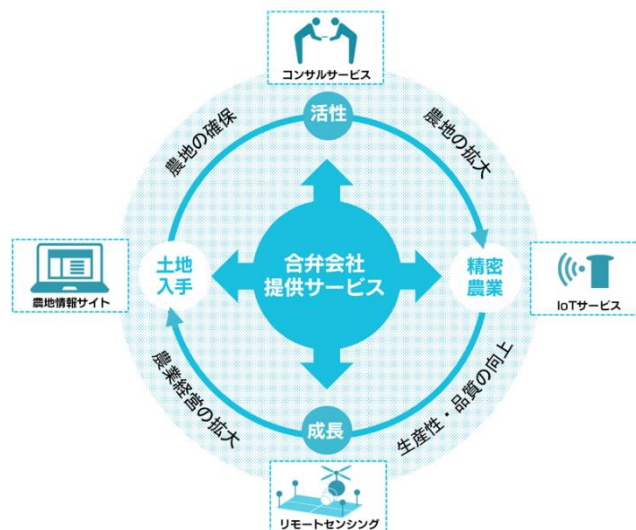 コンサルサービス
活性
農地の確保
農地の拡大
農地情報サイト
土地
入手
合弁会社
提供サービス
精密
農業
IoTサービス
農業経営の拡大
生産性・品質の向上
成長
リモートセンシング